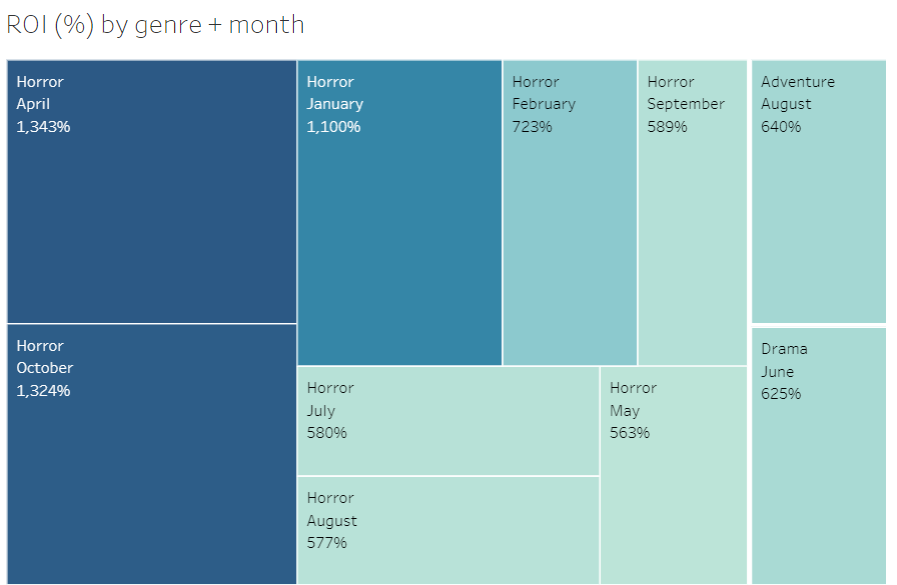 ROI (%) by genre + month
Horror
April
1,343%
Horror
January
1,100%
Horror
February
723%
Horror
September
589%
Adventure
August
640%
Horror
October
1,324%
Drama
June
625%
Horror
July
580%
Horror
May
563%
Horror
August
577%